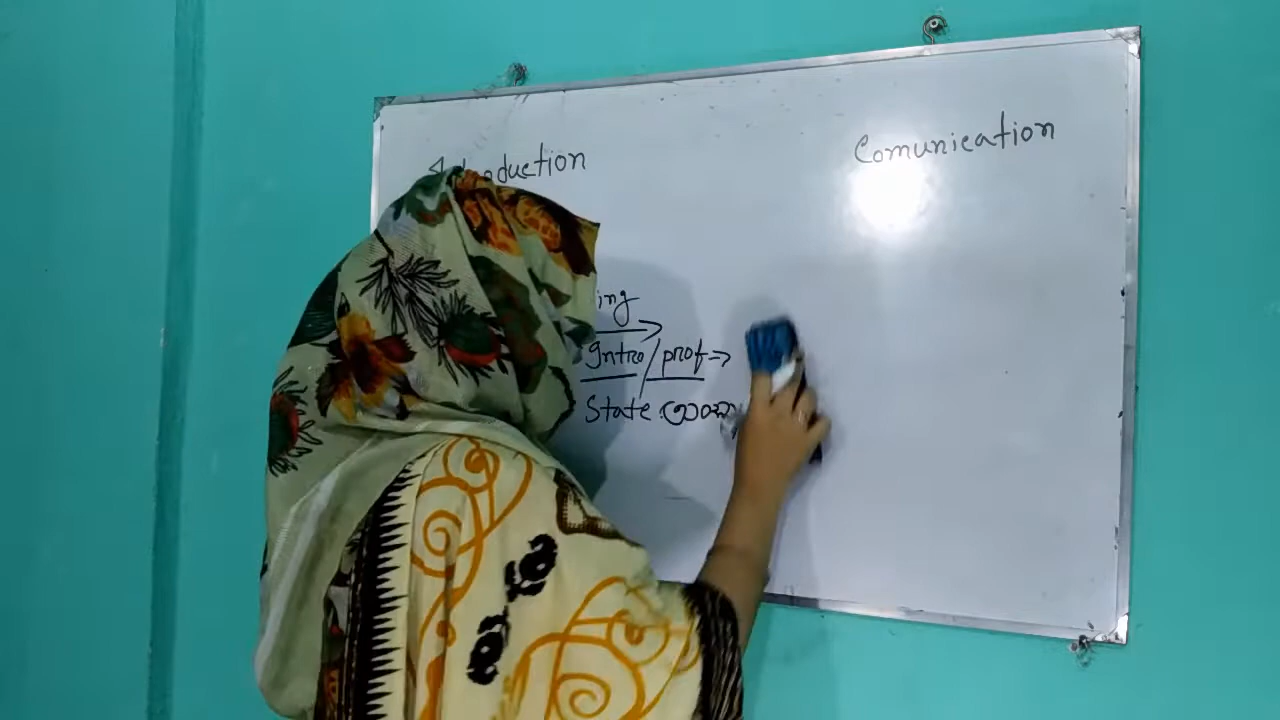 Introduction
Comunication
ing
Intro/prof⇒
State